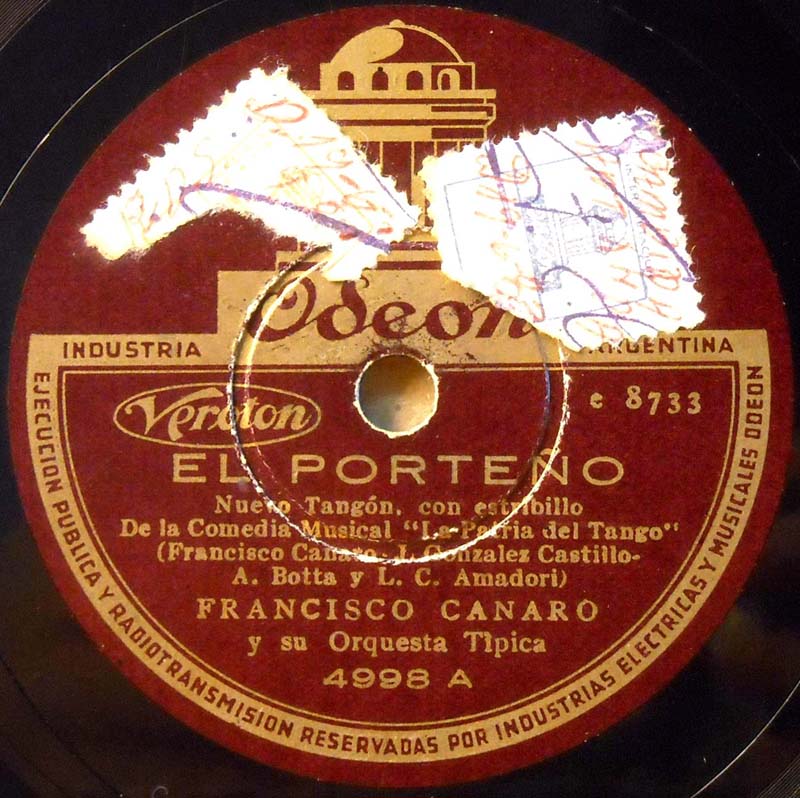 Odeon
INDUSTRIA ARGENTINA
Veroton
e 8733
EL PORTEÑO
Nuevo Tangón, con estribillo
De la Comedia Musical "La Patria del Tango"
(Francisco Canaro - J. Gonzalez Castillo-
A. Botta y L. C. Amadori)
FRANCISCO CANARO
y su Orquesta Tipica
4998 A
EJECUCION PUBLICA Y RADIOTRANSMISION RESERVADAS POR INDUSTRIAS ELECTRICAS Y MUSICALES ODEON